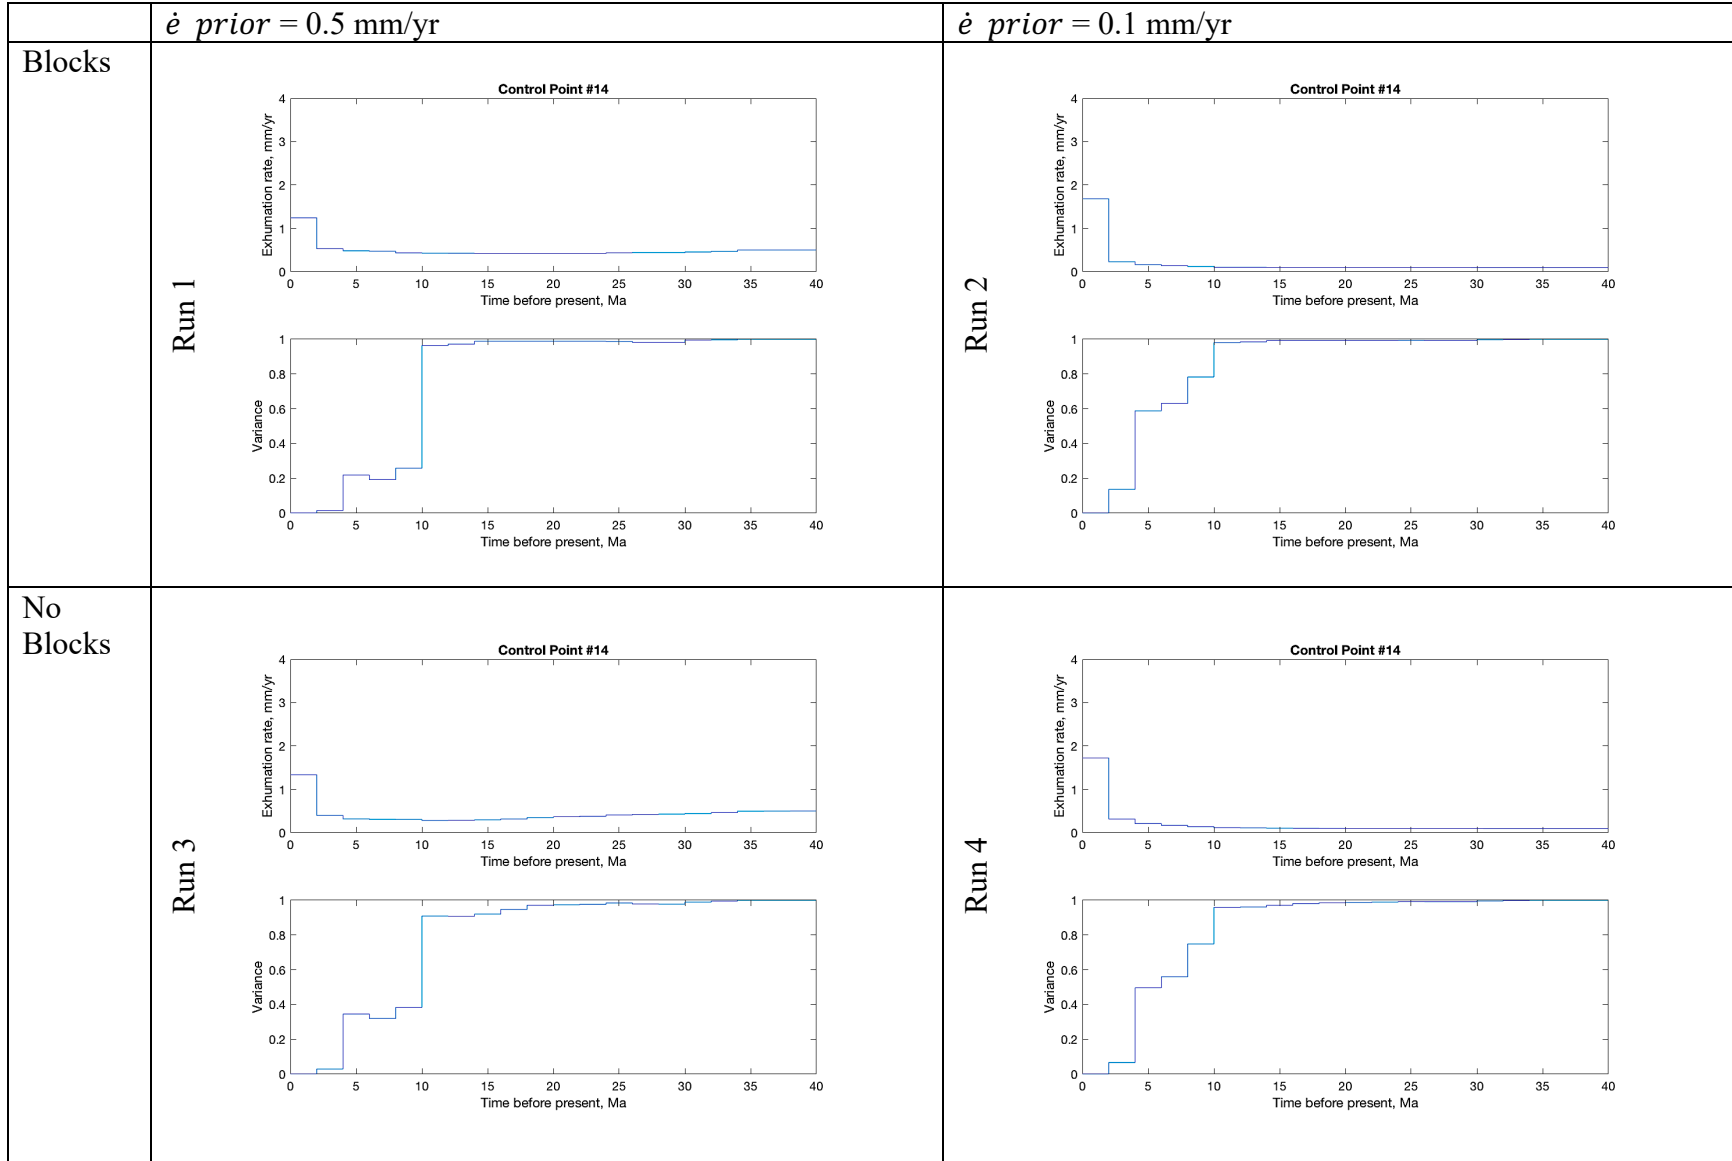 ė prior = 0.5 mm/yr
ė prior = 0.1 mm/yr
Blocks
Run 1
Control Point #14
Exhumation rate, mm/yr
4
3
2
1
0
0 5 10 15 20 25 30 35 40
Time before present, Ma
Variance
1
0.8
0.6
0.4
0.2
0
0 5 10 15 20 25 30 35 40
Time before present, Ma
Run 2
Control Point #14
Exhumation rate, mm/yr
4
3
2
1
0
0 5 10 15 20 25 30 35 40
Time before present, Ma
Variance
1
0.8
0.6
0.4
0.2
0
0 5 10 15 20 25 30 35 40
Time before present, Ma
No
Blocks
Run 3
Control Point #14
Exhumation rate, mm/yr
4
3
2
1
0
0 5 10 15 20 25 30 35 40
Time before present, Ma
Variance
1
0.8
0.6
0.4
0.2
0
0 5 10 15 20 25 30 35 40
Time before present, Ma
Run 4
Control Point #14
Exhumation rate, mm/yr
4
3
2
1
0
0 5 10 15 20 25 30 35 40
Time before present, Ma
Variance
1
0.8
0.6
0.4
0.2
0
0 5 10 15 20 25 30 35 40
Time before present, Ma